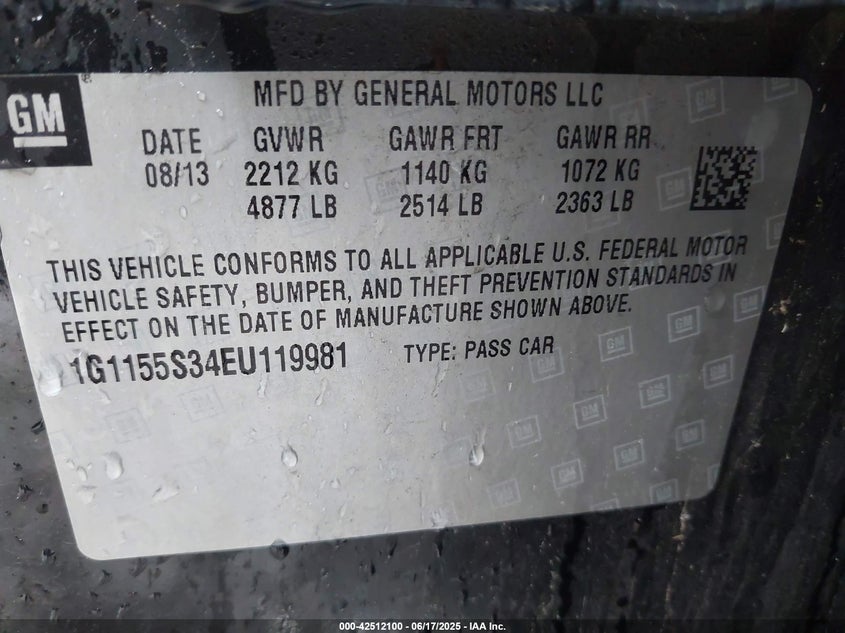 GM
MFD BY GENERAL MOTORS LLC
DATE GVWR GAWR FRT GAWR RR
08/13 2212 KG 1140 KG 1072 KG
4877 LB 2514 LB 2363 LB
THIS VEHICLE CONFORMS TO ALL APPLICABLE U.S. FEDERAL MOTOR
VEHICLE SAFETY, BUMPER, AND THEFT PREVENTION STANDARDS IN
EFFECT ON THE DATE OF MANUFACTURE SHOWN ABOVE.
1G1155S34EU119981 TYPE: PASS CAR
000-42512100 - 06/17/2025 - IAA Inc.